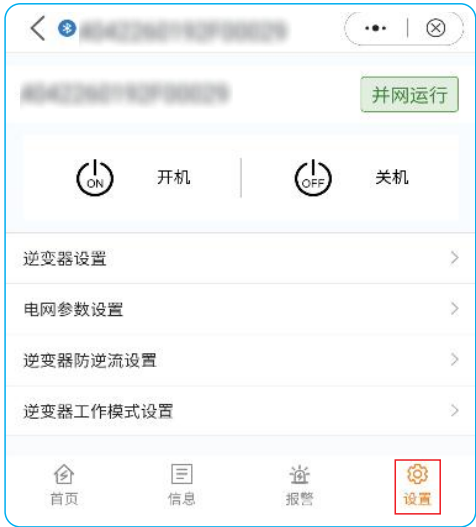 并网运行
ON 开机 OFF 关机
逆变器设置
电网参数设置
逆变器防逆流设置
逆变器工作模式设置
首页 信息 报警 设置